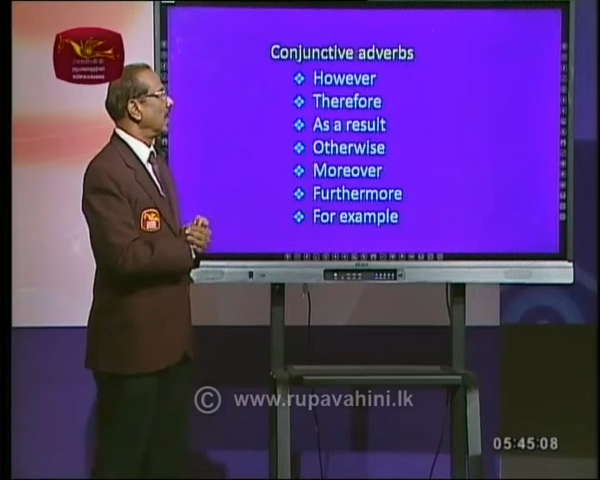 Conjunctive adverbs
However
Therefore
As a result
Otherwise
Moreover
Furthermore
For example
© www.rupavahini.lk
05:45:08